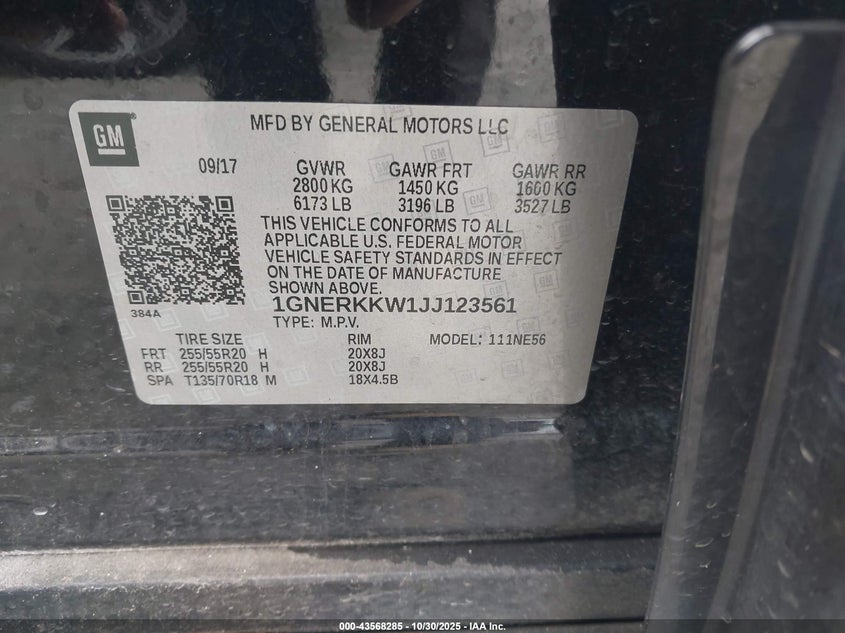 GM
MFD BY GENERAL MOTORS LLC
09/17 GVWR GAWR FRT GAWR RR
2800 KG 1450 KG 1600 KG
6173 LB 3196 LB 3527 LB
THIS VEHICLE CONFORMS TO ALL
APPLICABLE U.S. FEDERAL MOTOR
VEHICLE SAFETY STANDARDS IN EFFECT
ON THE DATE OF MANUFACTURE
SHOWN ABOVE.
384A
1GNERKKW1JJ123561
TYPE: M.P.V.
TIRE SIZE RIM MODEL: 111NE56
FRT 255/55R20 H 20X8J
RR 255/55R20 H 20X8J
SPA T135/70R18 M 18X4.5B
000-43568285 - 10/30/2025 - IAA Inc.